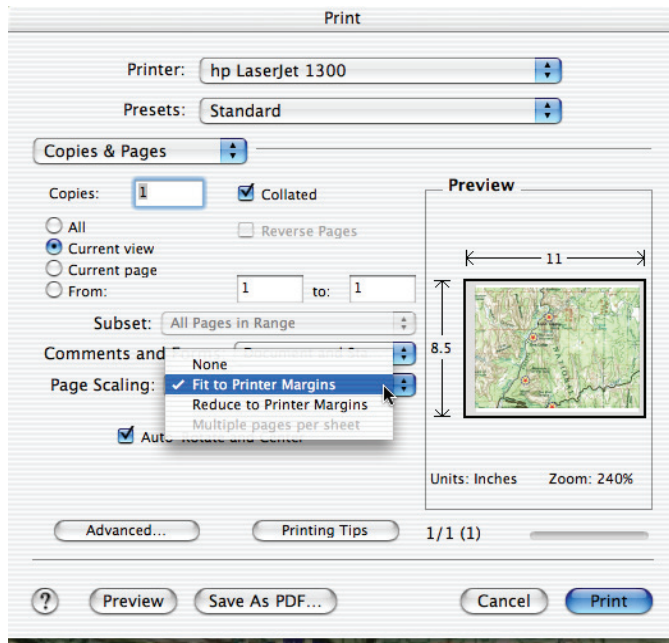 Print
Printer: hp LaserJet 1300
Presets: Standard
Copies & Pages
Copies: 1 Collated
All Reverse Pages
Current view
Current page
From: 1 to: 1
Subset: All Pages in Range
Comments and
Page Scaling:
None
Fit to Printer Margins
Reduce to Printer Margins
Multiple pages per sheet
Auto-Rotate and Center
Preview
11
8.5
Units: Inches Zoom: 240%
Advanced... Printing Tips 1/1 (1)
? Preview Save As PDF... Cancel Print